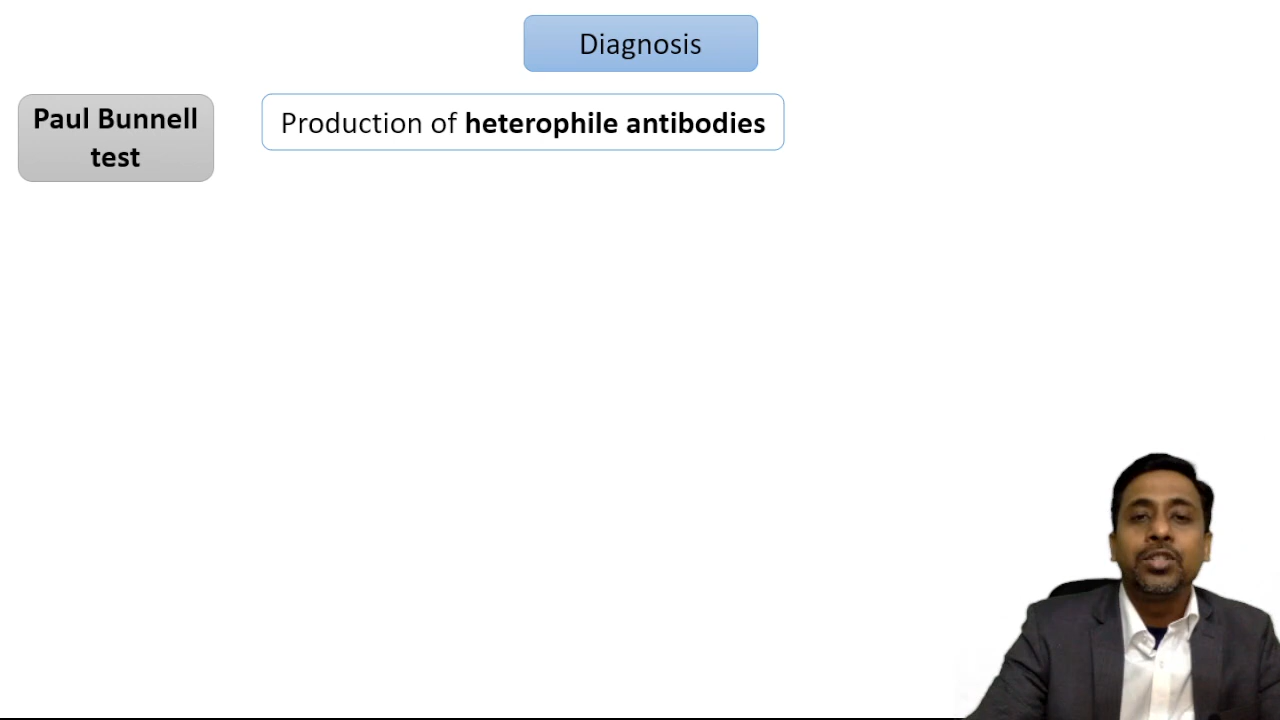 Diagnosis
Paul Bunnell
test
Production of heterophile antibodies